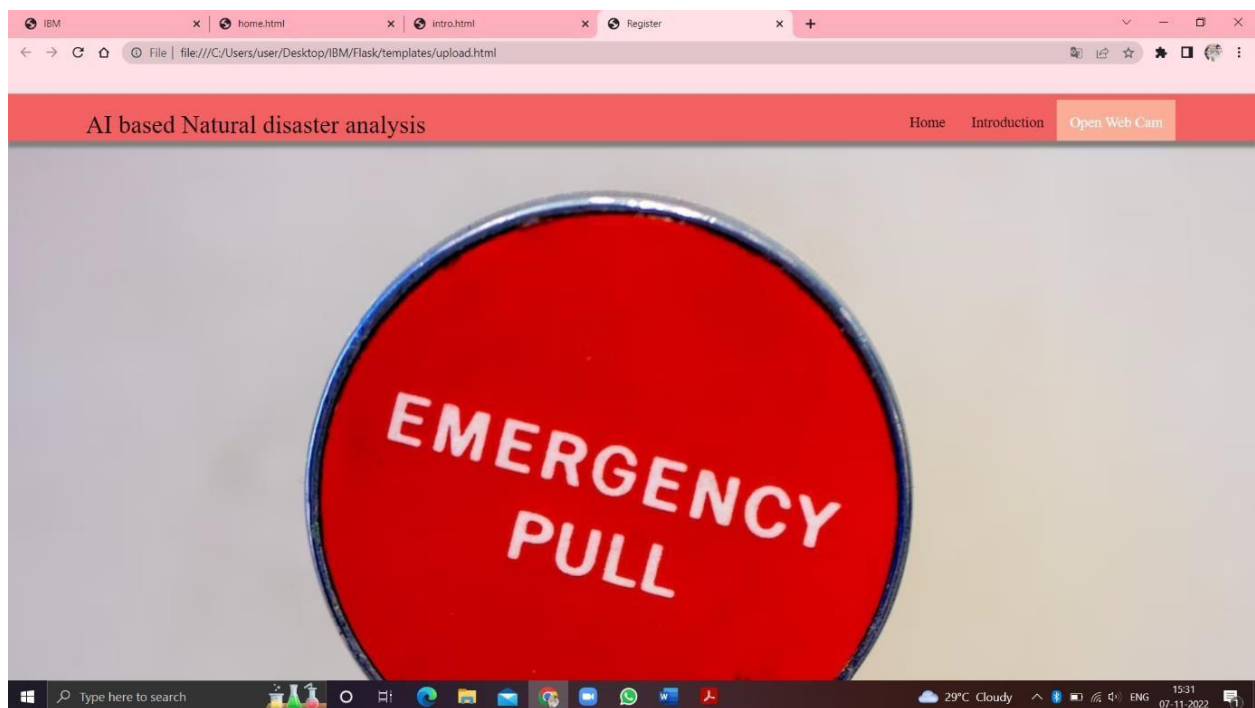 IBM
home.html
intro.html
Register
File | file:///C:/Users/user/Desktop/IBM/Flask/templates/upload.html
AI based Natural disaster analysis
Home Introduction Open Web Cam
EMERGENCY
PULL
Type here to search
29°C Cloudy
ENG
15:31
07-11-2022